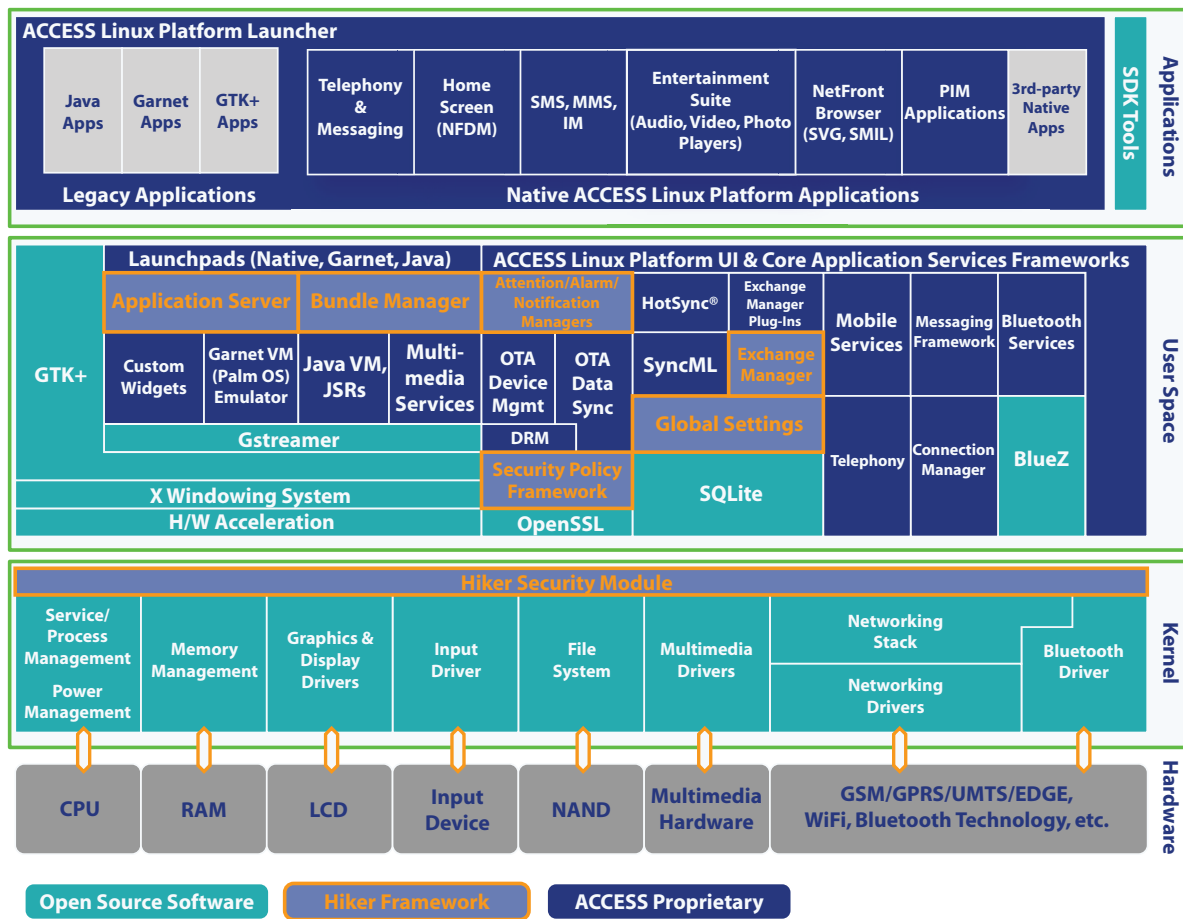 ACCESS Linux Platform Launcher
Java
Apps
Garnet
Apps
GTK+
Apps
Legacy Applications
Telephony
&
Messaging
Home
Screen
(NFDM)
SMS, MMS,
IM
Entertainment
Suite
(Audio, Video, Photo
Players)
NetFront
Browser
(SVG, SMIL)
PIM
Applications
3rd-party
Native
Apps
Native ACCESS Linux Platform Applications
SDK Tools
Applications
GTK+
Launchpads (Native, Garnet, Java)
ACCESS Linux Platform UI & Core Application Services Frameworks
Application Server
Bundle Manager
Attention/Alarm/
Notification
Managers
HotSync®
Exchange
Manager
Plug-Ins
Mobile
Services
Messaging
Framework
Bluetooth
Services
Custom
Widgets
Garnet VM
(Palm OS)
Emulator
Java VM,
JSRs
Multi-
media
Services
OTA
Device
Mgmt
OTA
Data
Sync
SyncML
Exchange
Manager
Global Settings
Gstreamer
DRM
Security Policy
Framework
SQLite
Telephony
Connection
Manager
BlueZ
X Windowing System
H/W Acceleration
OpenSSL
User Space
Hiker Security Module
Service/
Process
Management
Power
Management
Memory
Management
Graphics &
Display
Drivers
Input
Driver
File
System
Multimedia
Drivers
Networking
Stack
Networking
Drivers
Bluetooth
Driver
Kernel
CPU
RAM
LCD
Input
Device
NAND
Multimedia
Hardware
GSM/GPRS/UMTS/EDGE,
WiFi, Bluetooth Technology, etc.
Hardware
Open Source Software
Hiker Framework
ACCESS Proprietary